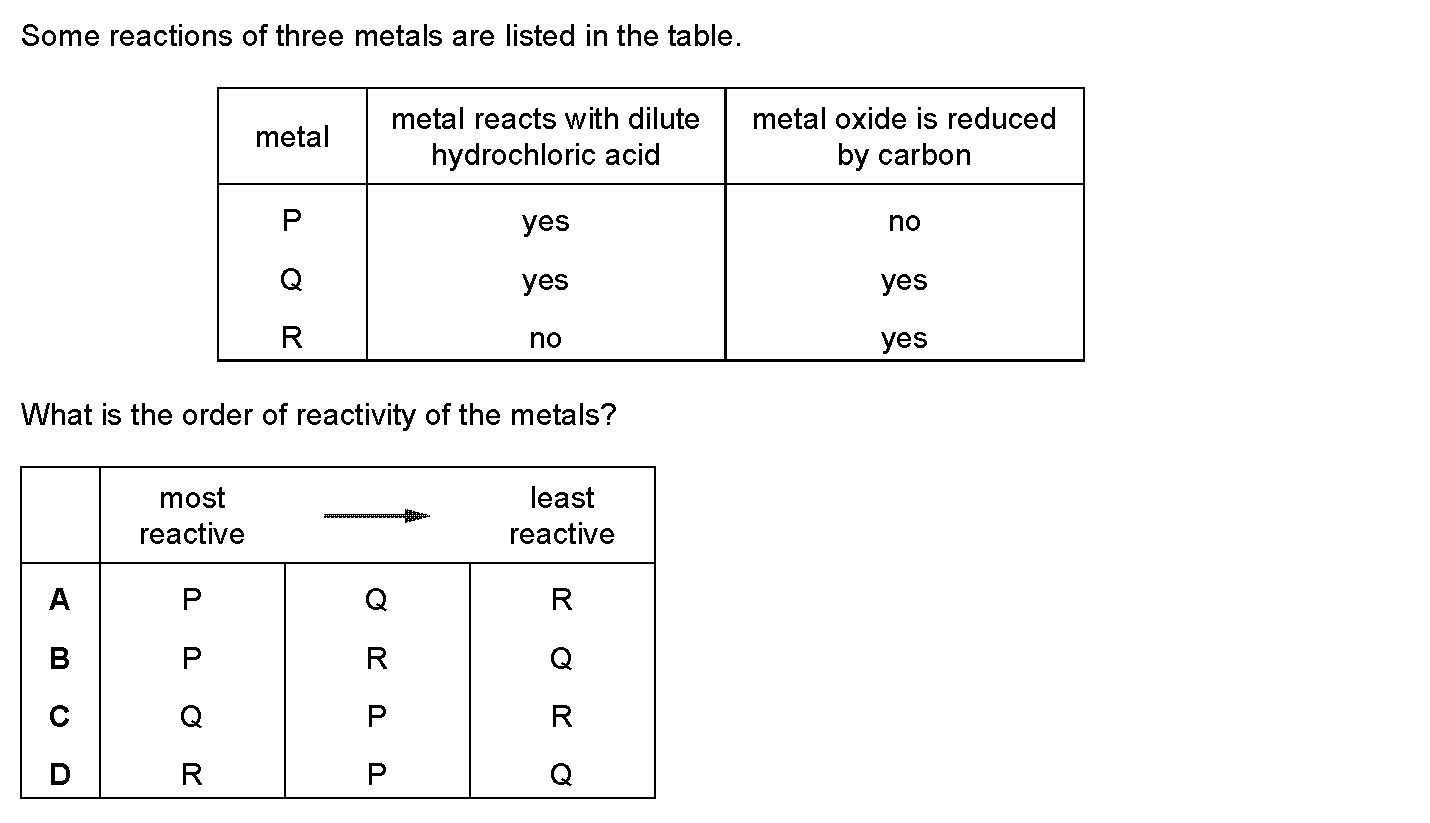 Some reactions of three metals are listed in the table.
metal
metal reacts with dilute
hydrochloric acid
metal oxide is reduced
by carbon
P yes no
Q yes yes
R no yes
What is the order of reactivity of the metals?
most
reactive
least
reactive
A P Q R
B P R Q
C Q P R
D R P Q